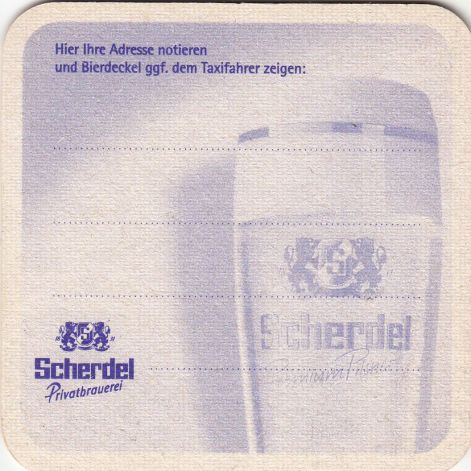 Hier Ihre Adresse notieren
und Bierdeckel ggf. dem Taxifahrer zeigen:
Scherdel
Scherdel
Privatbrauerei